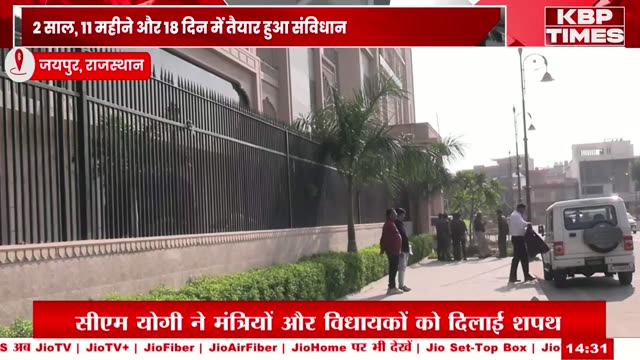 2 साल, 11 महीने और 18 दिन में तैयार हुआ संविधान
KBP
TIMES
जयपुर, राजस्थान
सीएम योगी ने मंत्रियों और विधायकों को दिलाई शपथ
ES अब JioTV | JioTV+ | JioFiber | JioAirFiber | JioHome पर भी देखें | Jio Set-Top Box | Jio
14:31